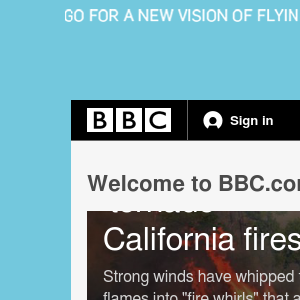 GO FOR A NEW VISION OF FLYIN
BBC Sign in
Welcome to BBC.co
California fires
Strong winds have whipped
flames into "fire whirls" that a